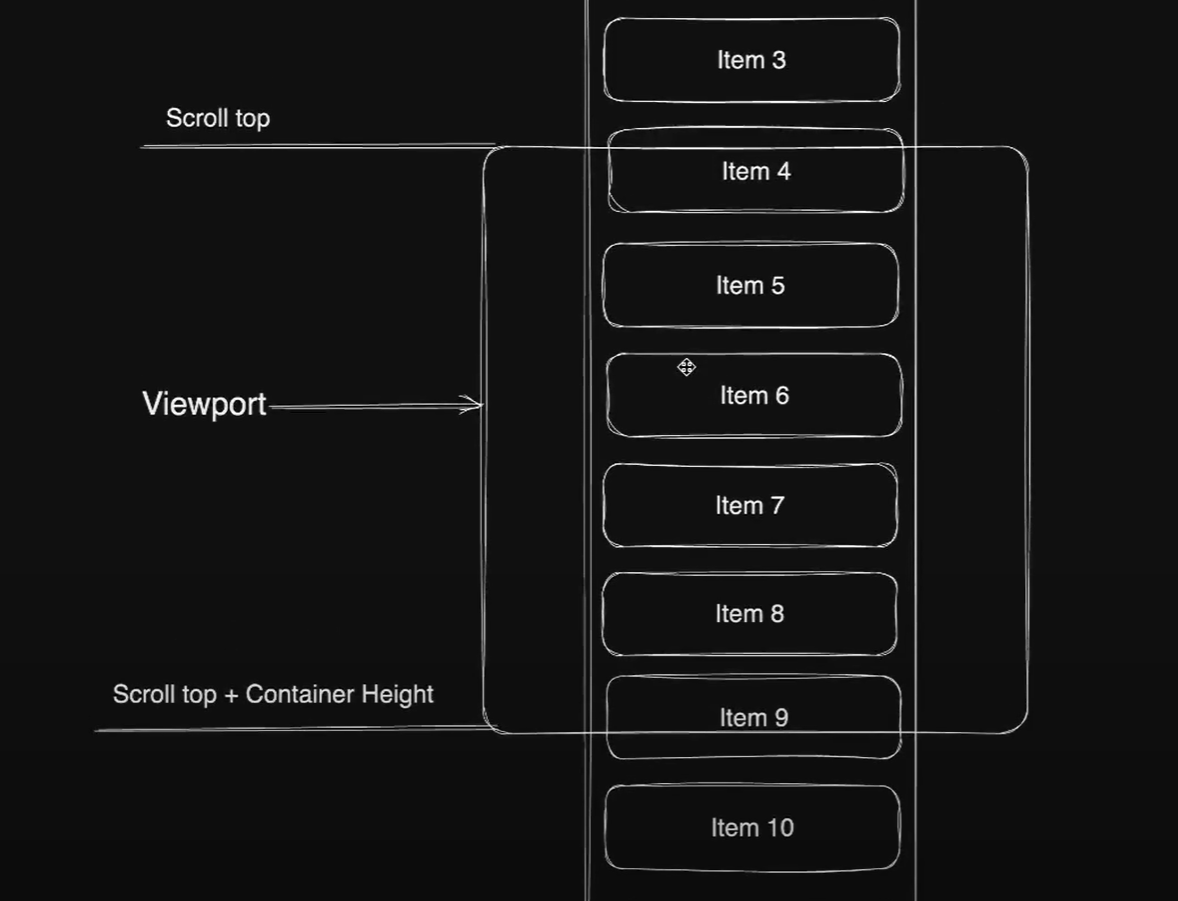 Item 3
Scroll top
Item 4
Item 5
Item 6
Viewport
Item 7
Item 8
Scroll top + Container Height
Item 9
Item 10